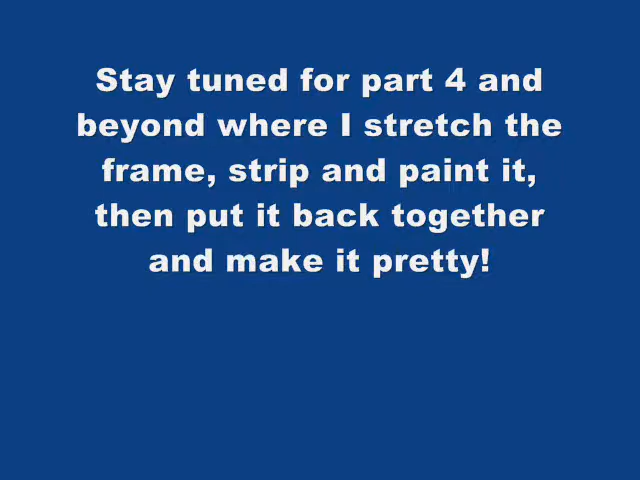 Stay tuned for part 4 and
beyond where I stretch the
frame, strip and paint it,
then put it back together
and make it pretty!